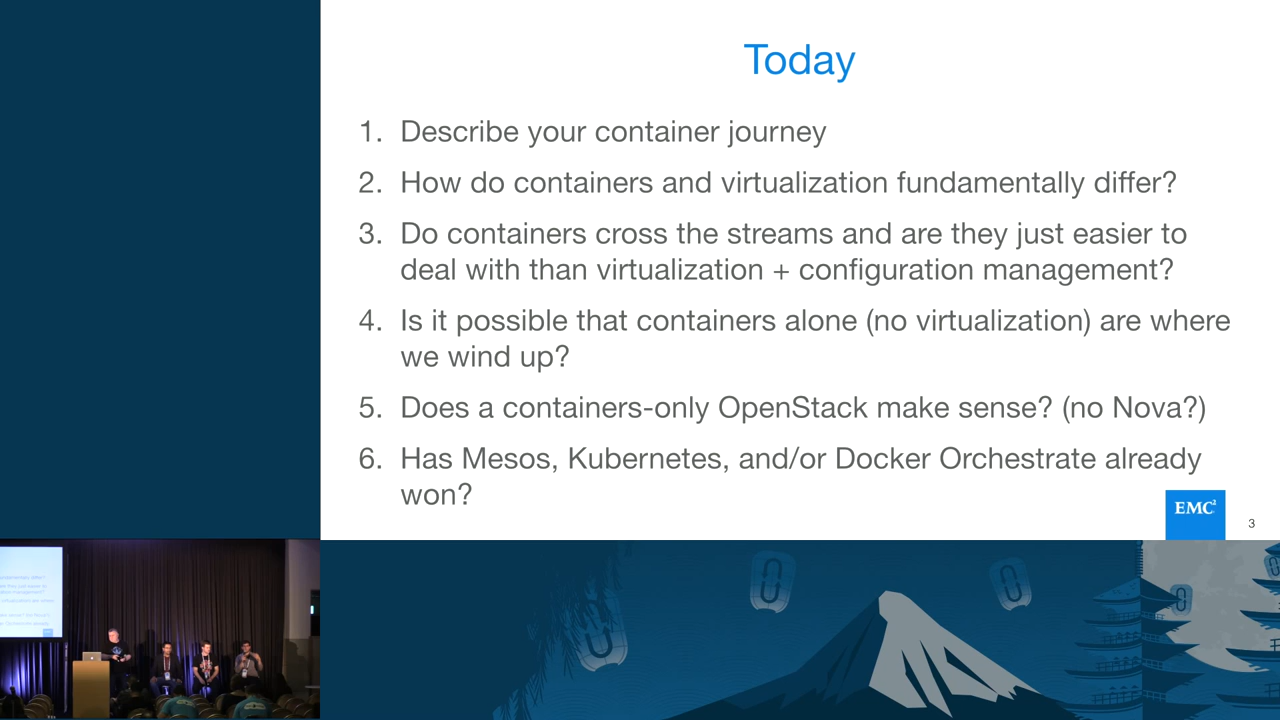 Today
1. Describe your container journey
2. How do containers and virtualization fundamentally differ?
3. Do containers cross the streams and are they just easier to
deal with than virtualization + configuration management?
4. Is it possible that containers alone (no virtualization) are where
we wind up?
5. Does a containers-only OpenStack make sense? (no Nova?)
6. Has Mesos, Kubernetes, and/or Docker Orchestrate already
won?
EMC²
3